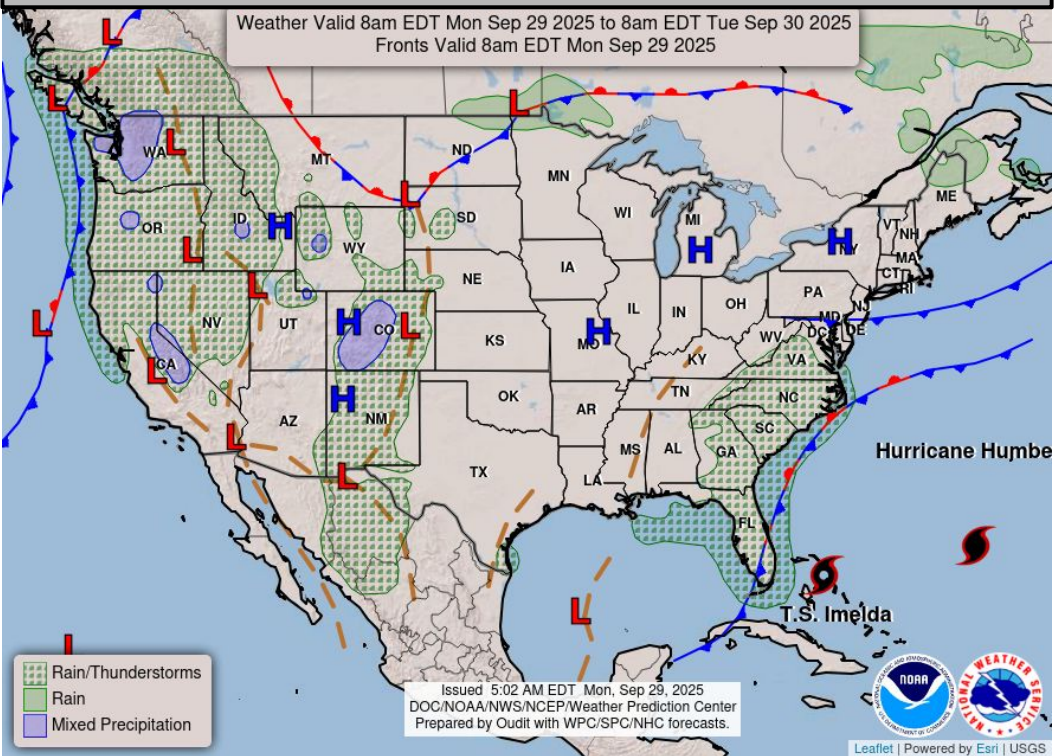 Weather Valid 8am EDT Mon Sep 29 2025 to 8am EDT Tue Sep 30 2025
Fronts Valid 8am EDT Mon Sep 29 2025
L
L
L
WA
L
MT
ND
MN
ME
L
SD
WI
MI
VT
NH
OR
ID
H
WY
H
H
NY
MA
CT
RI
L
L
NE
IA
PA
NJ
L
NV
UT
H
CO
L
KS
H
MO
IL
IN
OH
MD
DE
DC
WV
VA
KY
L
CA
H
NM
AZ
OK
AR
TN
NC
SC
L
L
TX
MS
AL
GA
LA
Hurricane Humbe
FL
L
T.S. Imelda
L
Rain/Thunderstorms
Rain
Mixed Precipitation
Issued 5:02 AM EDT Mon, Sep 29, 2025
DOC/NOAA/NWS/NCEP/Weather Prediction Center
Prepared by Oudit with WPC/SPC/NHC forecasts.
NOAA
NATIONAL WEATHER SERVICE
Leaflet | Powered by Esri | USGS